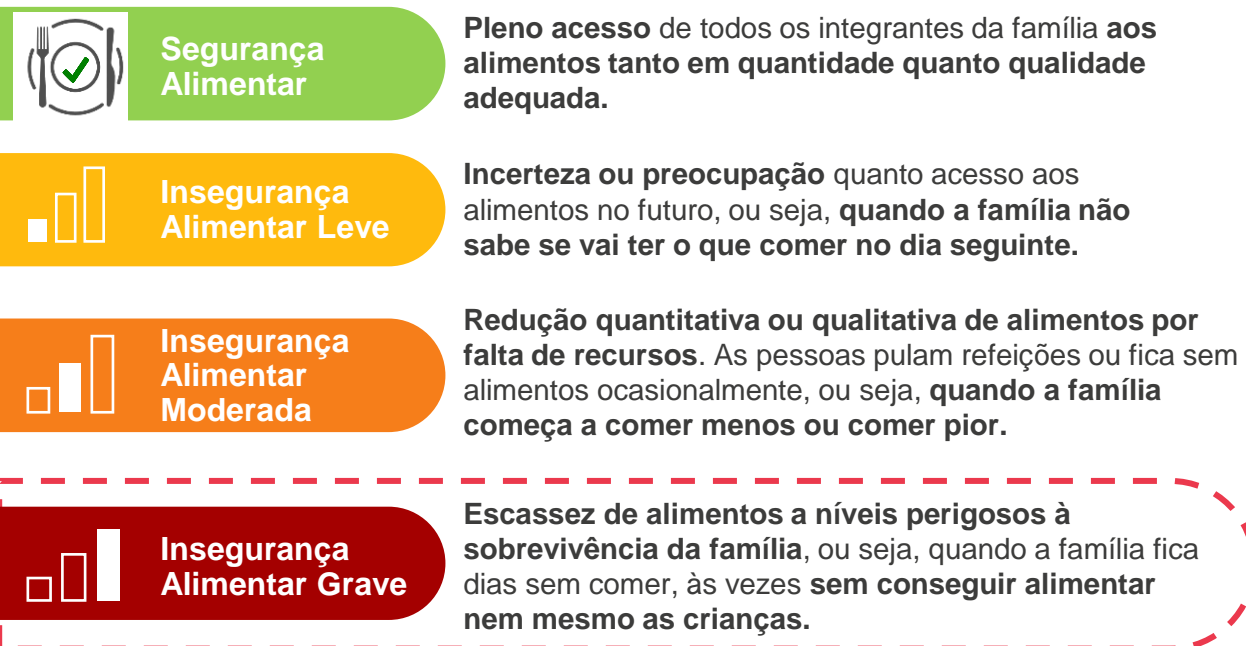 Segurança
Alimentar
Pleno acesso de todos os integrantes da família aos
alimentos tanto em quantidade quanto qualidade
adequada.
Insegurança
Alimentar Leve
Incerteza ou preocupação quanto acesso aos
alimentos no futuro, ou seja, quando a família não
sabe se vai ter o que comer no dia seguinte.
Insegurança
Alimentar
Moderada
Redução quantitativa ou qualitativa de alimentos por
falta de recursos. As pessoas pulam refeições ou fica sem
alimentos ocasionalmente, ou seja, quando a família
começa a comer menos ou comer pior.
Insegurança
Alimentar Grave
Escassez de alimentos a níveis perigosos à
sobrevivência da família, ou seja, quando a família fica
dias sem comer, às vezes sem conseguir alimentar
nem mesmo as crianças.